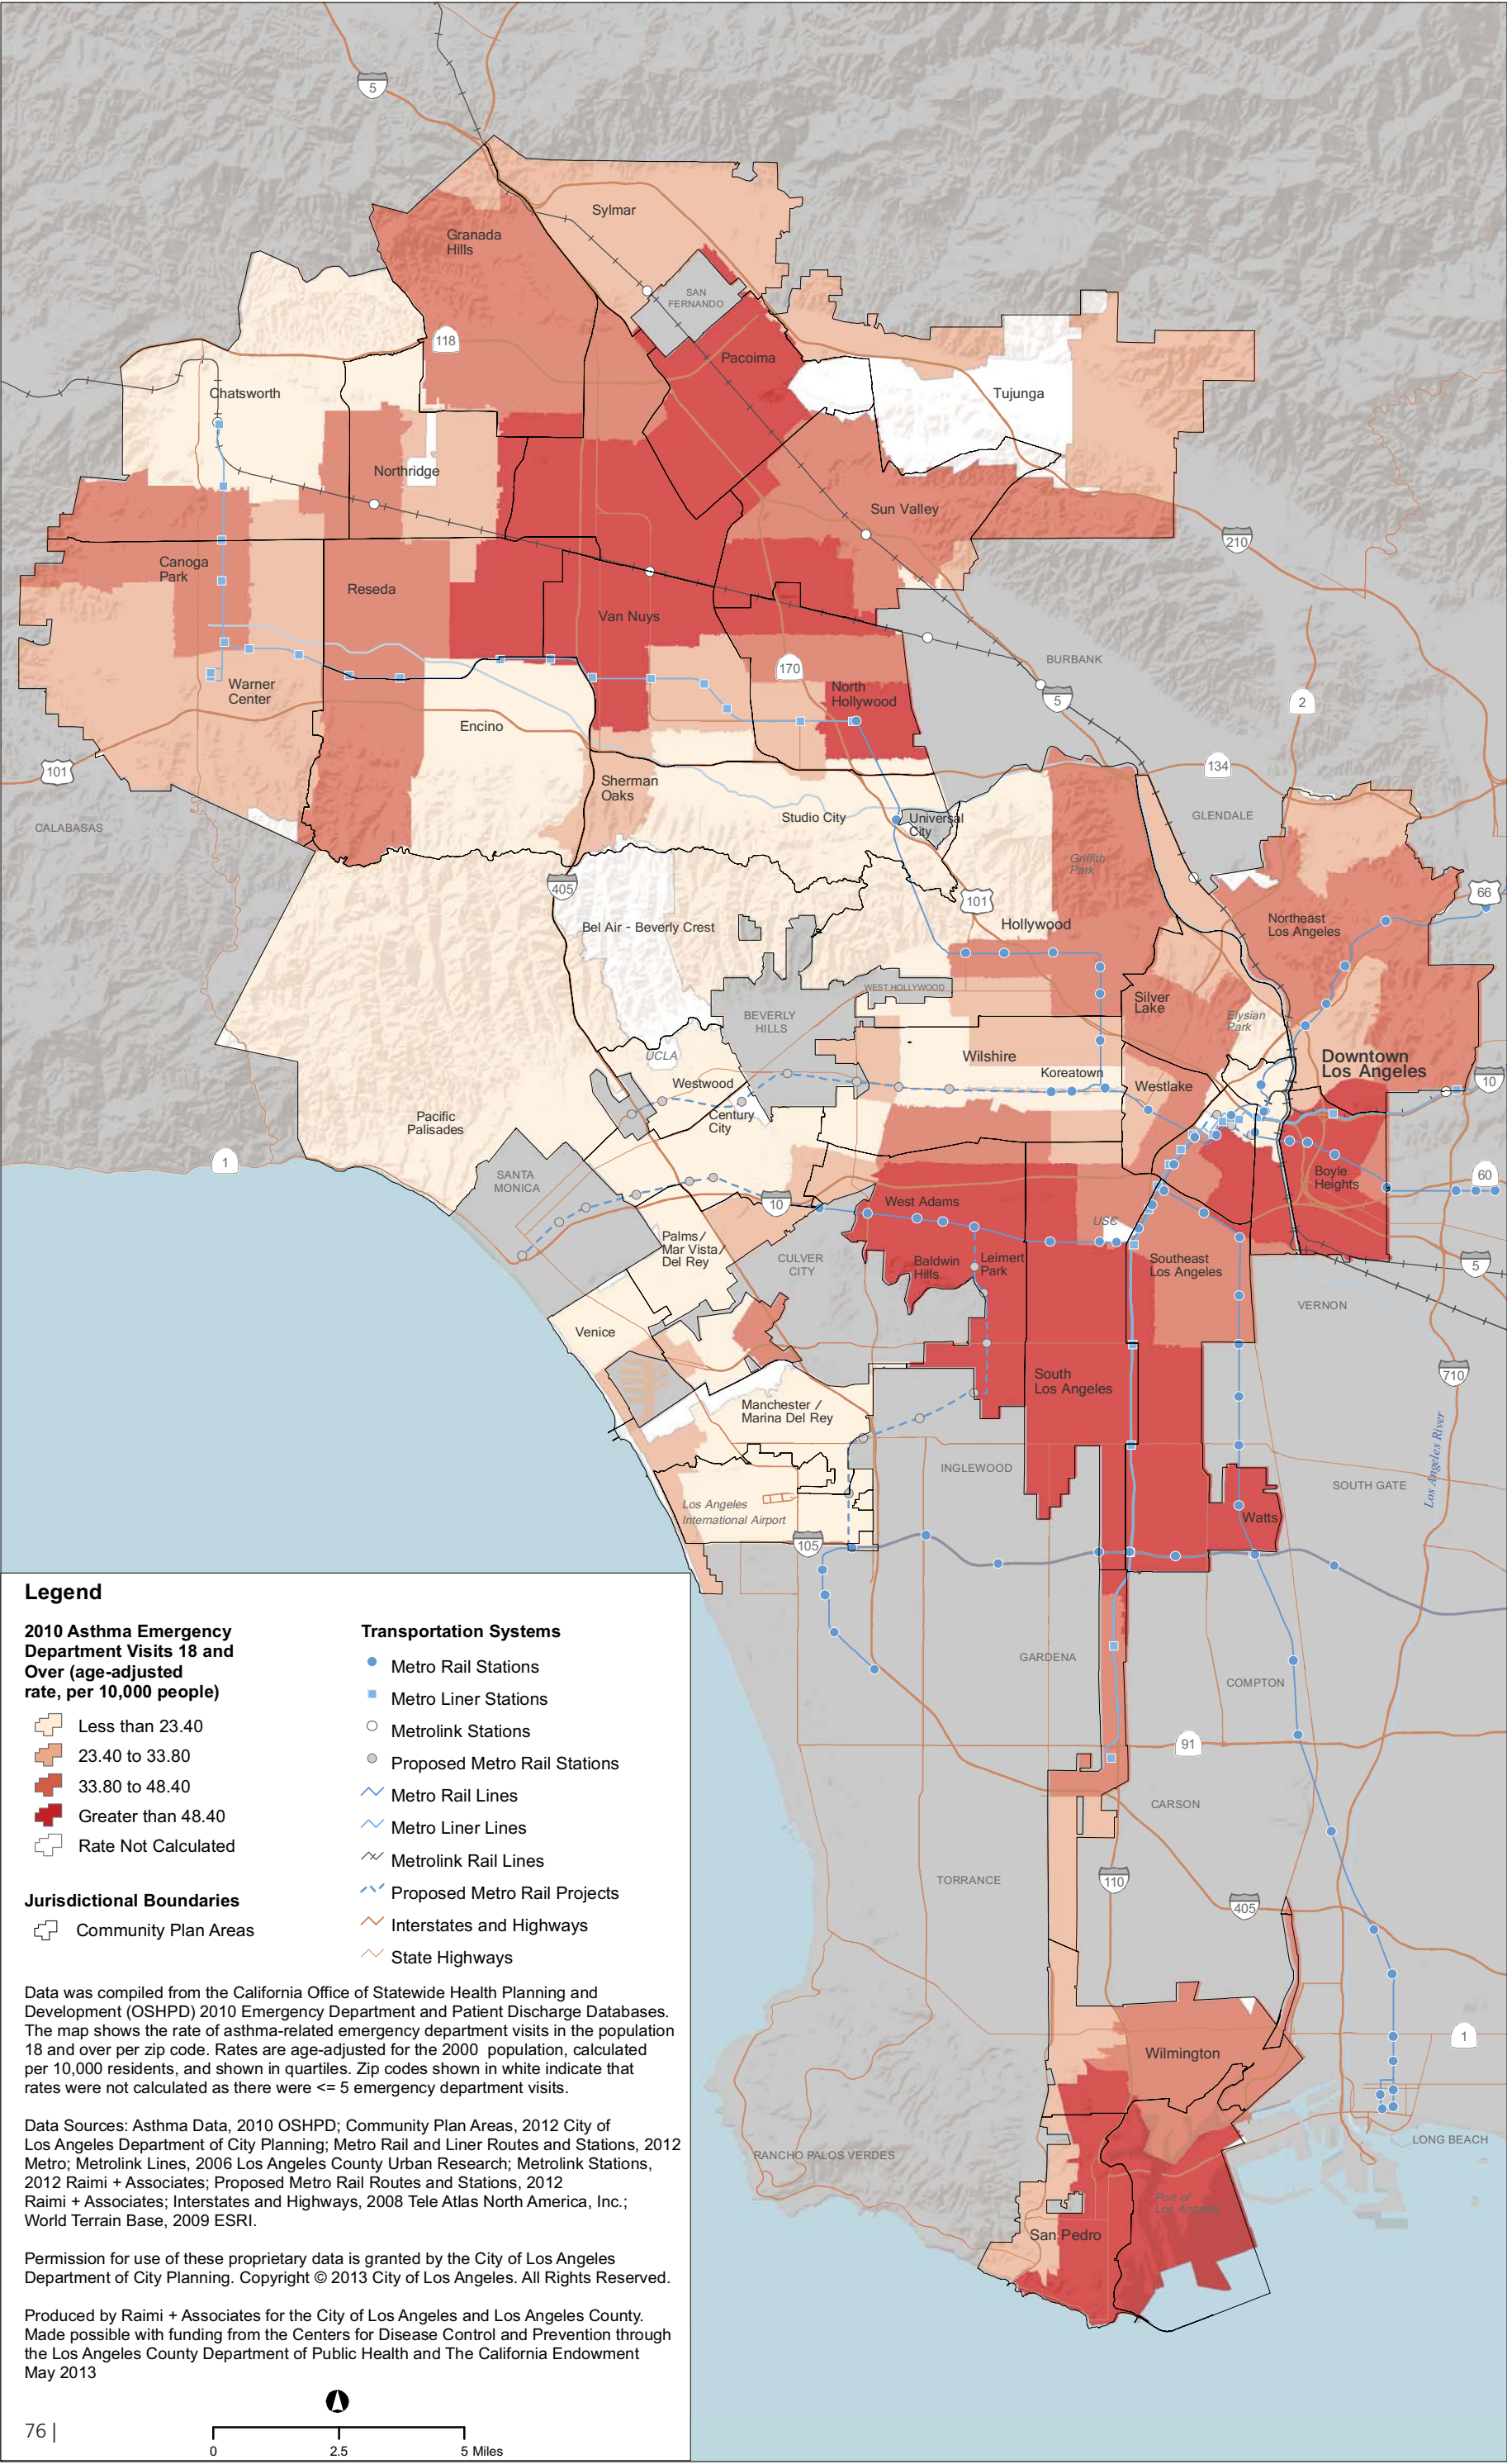 5
Sylmar
Granada
Hills
SAN
FERNANDO
118
Pacoima
Chatsworth
Tujunga
Northridge
Sun Valley
210
Canoga
Park
Reseda
Van Nuys
BURBANK
170
Warner
Center
North
Hollywood
5
2
Encino
101
134
Sherman
Oaks
CALABASAS
Studio City
Universal
City
GLENDALE
Griffith
Park
405
101
66
Bel Air - Beverly Crest
Hollywood
Northeast
Los Angeles
WEST HOLLYWOOD
Silver
Lake
BEVERLY
HILLS
Elysian
Park
UCLA
Wilshire
Downtown
Los Angeles
Koreatown
Westwood
Westlake
10
Century
City
Pacific
Palisades
1
SANTA
MONICA
Boyle
Heights
60
10
West Adams
USC
Palms/
Mar Vista/
Del Rey
CULVER
CITY
Baldwin
Hills
Leimert
Park
Southeast
Los Angeles
5
VERNON
Venice
South
Los Angeles
710
Manchester /
Marina Del Rey
INGLEWOOD
SOUTH GATE
Los Angeles River
Los Angeles
International Airport
Watts
105
GARDENA
COMPTON
91
CARSON
TORRANCE
110
405
1
Wilmington
LONG BEACH
RANCHO PALOS VERDES
Port of
Los Angeles
San Pedro
Legend
2010 Asthma Emergency
Department Visits 18 and
Over (age-adjusted
rate, per 10,000 people)
Less than 23.40
23.40 to 33.80
33.80 to 48.40
Greater than 48.40
Rate Not Calculated
Jurisdictional Boundaries
Community Plan Areas
Transportation Systems
Metro Rail Stations
Metro Liner Stations
Metrolink Stations
Proposed Metro Rail Stations
Metro Rail Lines
Metro Liner Lines
Metrolink Rail Lines
Proposed Metro Rail Projects
Interstates and Highways
State Highways
Data was compiled from the California Office of Statewide Health Planning and
Development (OSHPD) 2010 Emergency Department and Patient Discharge Databases.
The map shows the rate of asthma-related emergency department visits in the population
18 and over per zip code. Rates are age-adjusted for the 2000 population, calculated
per 10,000 residents, and shown in quartiles. Zip codes shown in white indicate that
rates were not calculated as there were <= 5 emergency department visits.
Data Sources: Asthma Data, 2010 OSHPD; Community Plan Areas, 2012 City of
Los Angeles Department of City Planning; Metro Rail and Liner Routes and Stations, 2012
Metro; Metrolink Lines, 2006 Los Angeles County Urban Research; Metrolink Stations,
2012 Raimi + Associates; Proposed Metro Rail Routes and Stations, 2012
Raimi + Associates; Interstates and Highways, 2008 Tele Atlas North America, Inc.;
World Terrain Base, 2009 ESRI.
Permission for use of these proprietary data is granted by the City of Los Angeles
Department of City Planning. Copyright © 2013 City of Los Angeles. All Rights Reserved.
Produced by Raimi + Associates for the City of Los Angeles and Los Angeles County.
Made possible with funding from the Centers for Disease Control and Prevention through
the Los Angeles County Department of Public Health and The California Endowment
May 2013
76 |
0 2.5 5 Miles